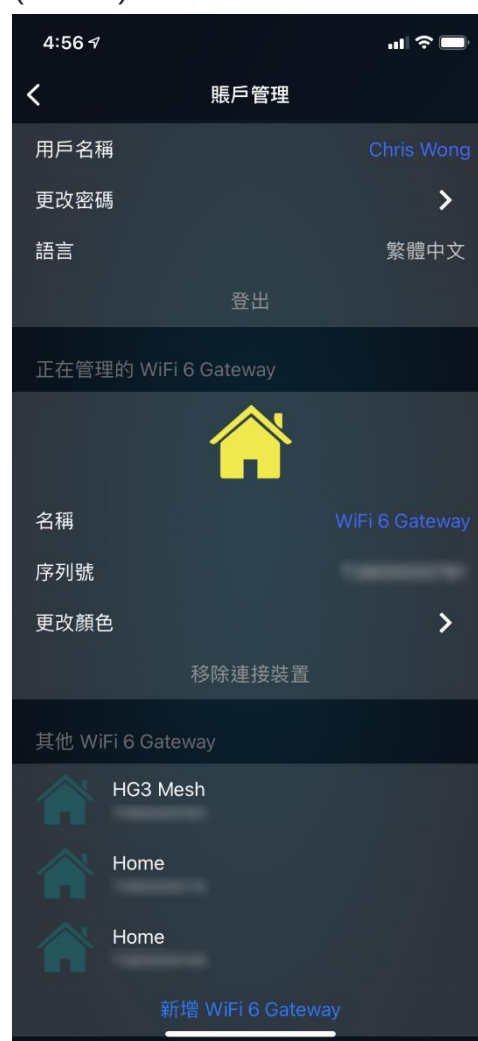 4:56
賬戶管理
用戶名稱 Chris Wong
更改密碼
語言 繁體中文
登出
正在管理的 WiFi 6 Gateway
名稱 WiFi 6 Gateway
序列號
更改顏色
移除連接裝置
其他 WiFi 6 Gateway
HG3 Mesh
Home
Home
新增 WiFi 6 Gateway